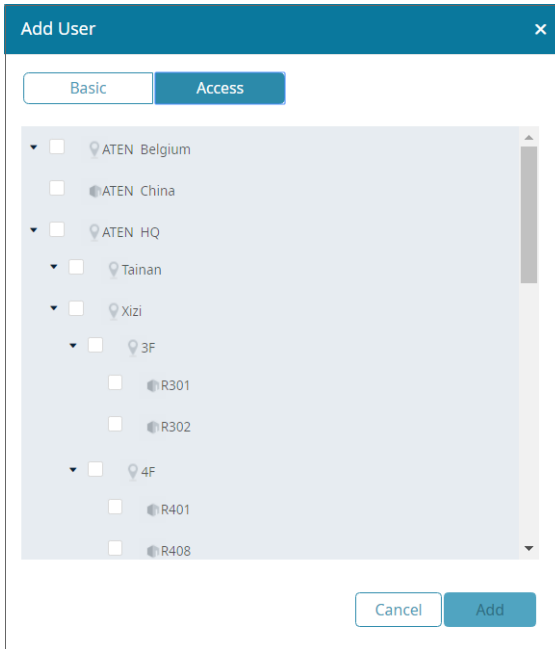 Add User
Basic
Access
ATEN Belgium
ATEN China
ATEN HQ
Tainan
Xizi
3F
R301
R302
4F
R401
R408
Cancel
Add